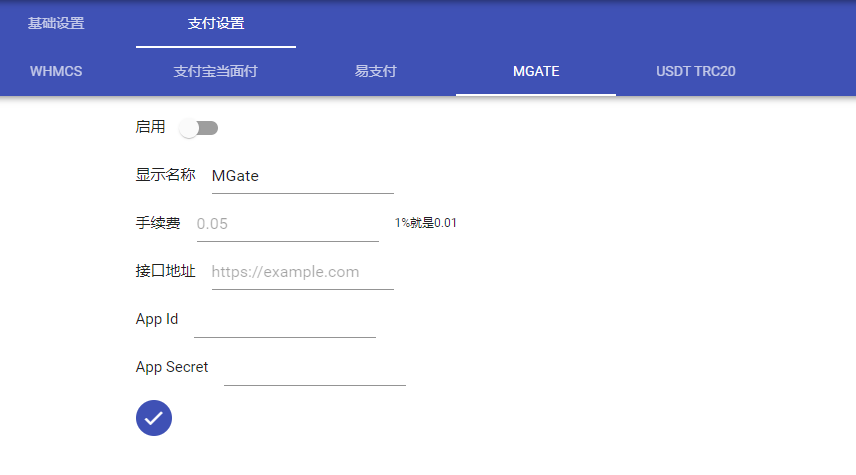 基础设置 支付设置
WHMCS 支付宝当面付 易支付 MGATE USDT TRC20
启用
显示名称 MGate
手续费 0.05 1%就是0.01
接口地址 https://example.com
App Id
App Secret